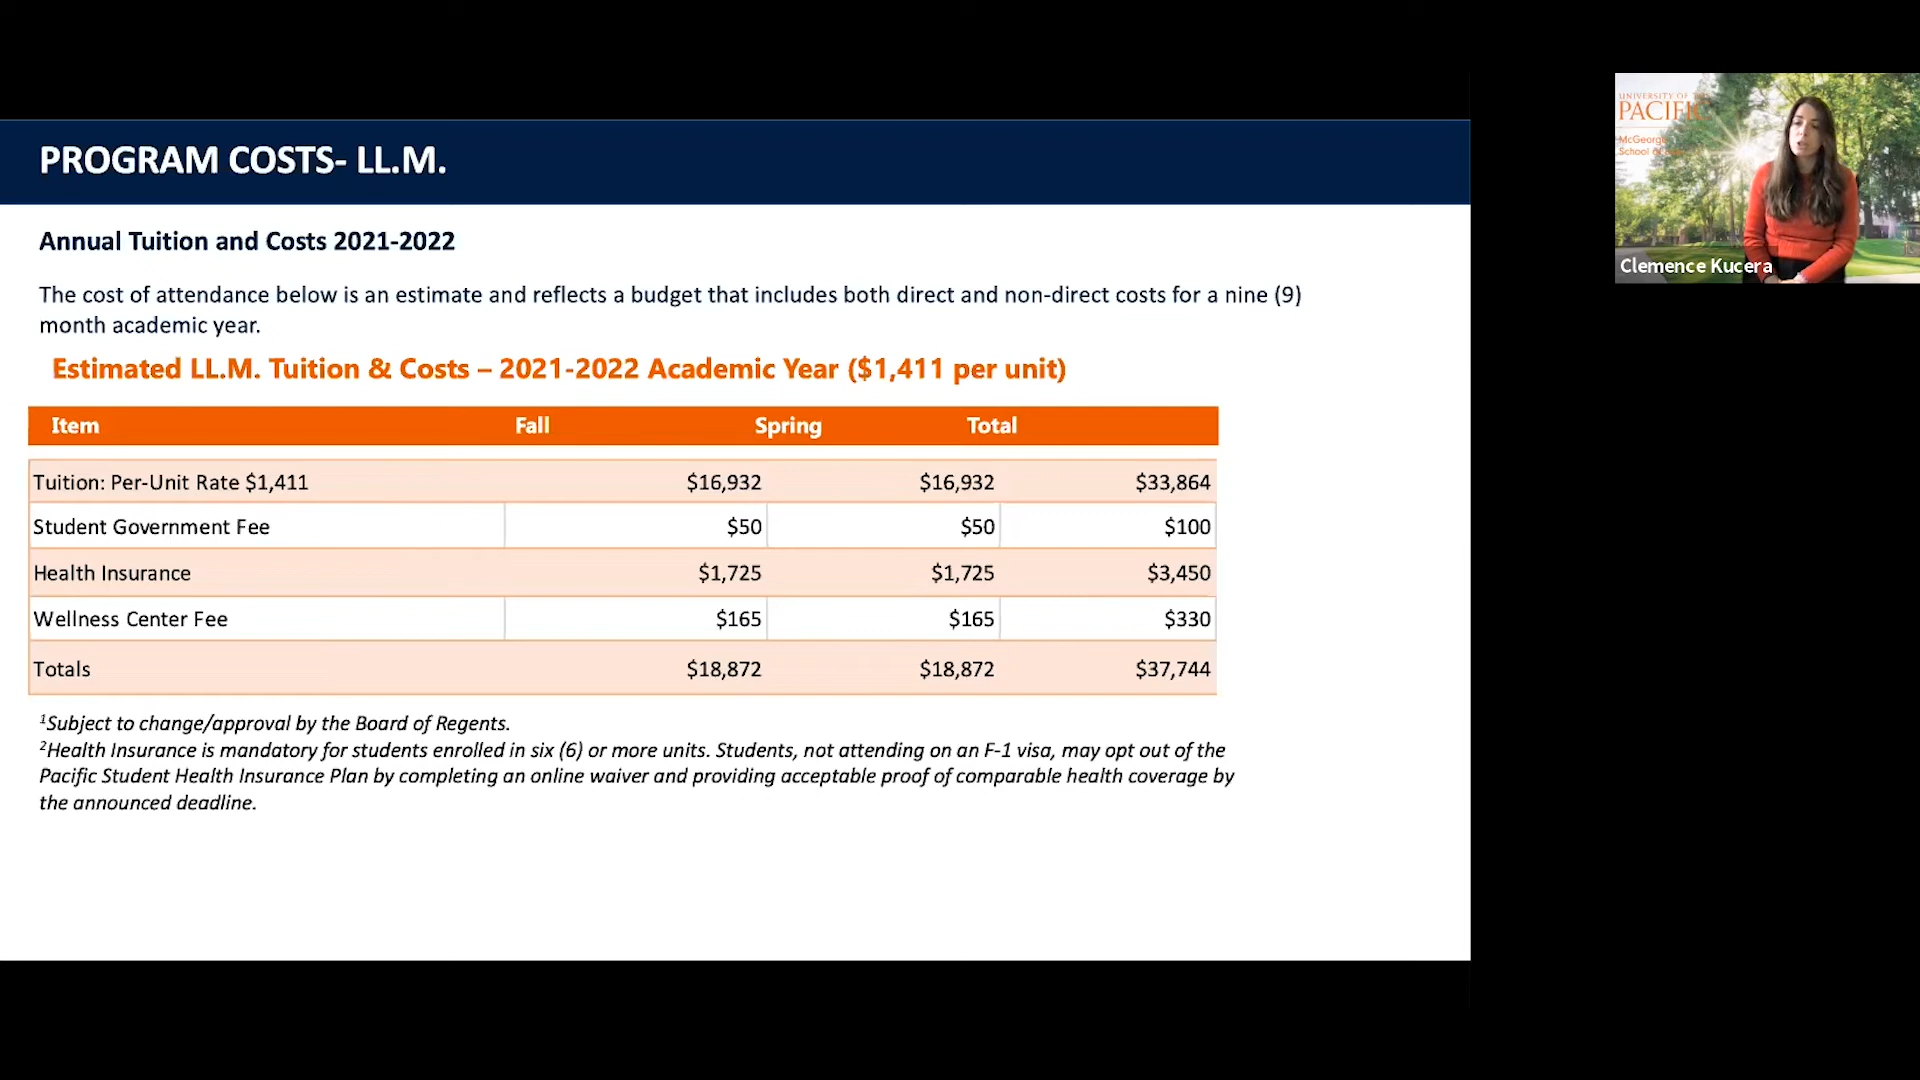 PROGRAM COSTS- LL.M.
Annual Tuition and Costs 2021-2022
The cost of attendance below is an estimate and reflects a budget that includes both direct and non-direct costs for a nine (9)
month academic year.
Estimated LL.M. Tuition & Costs – 2021-2022 Academic Year ($1,411 per unit)
Item Fall Spring Total
Tuition: Per-Unit Rate $1,411 $16,932 $16,932 $33,864
Student Government Fee $50 $50 $100
Health Insurance $1,725 $1,725 $3,450
Wellness Center Fee $165 $165 $330
Totals $18,872 $18,872 $37,744
¹Subject to change/approval by the Board of Regents.
²Health Insurance is mandatory for students enrolled in six (6) or more units. Students, not attending on an F-1 visa, may opt out of the
Pacific Student Health Insurance Plan by completing an online waiver and providing acceptable proof of comparable health coverage by
the announced deadline.
UNIVERSITY OF
PACIFIC
McGeorge
School
Clemence Kucera